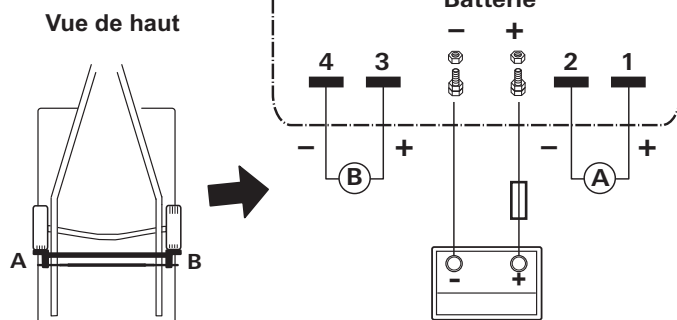 Batterie
Vue de haut
− +
4 3 2 1
− + − +
B A
A B
- +